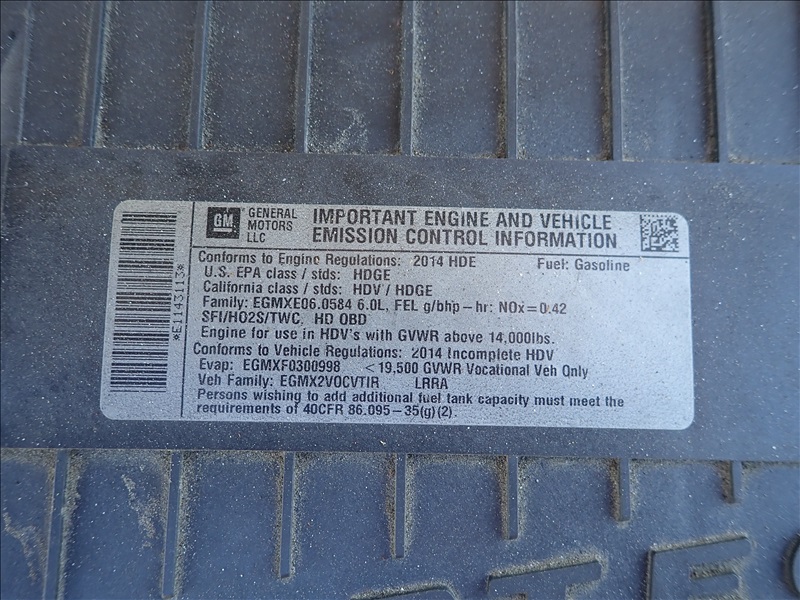 *E1143113*
GM
GENERAL
MOTORS
LLC
IMPORTANT ENGINE AND VEHICLE
EMISSION CONTROL INFORMATION
Conforms to Engine Regulations: 2014 HDE Fuel: Gasoline
U.S. EPA class / stds: HDGE
California class / stds: HDV / HDGE
Family: EGMXE06.0584 6.0L, FEL g/bhp-hr: NOx=0.42
SFI/HO2S/TWC, HD OBD
Engine for use in HDV's with GVWR above 14,000lbs.
Conforms to Vehicle Regulations: 2014 Incomplete HDV
Evap: EGMXF0300998 <19,500 GVWR Vocational Veh Only
Veh Family: EGMX2VOCVTIR LRRA
Persons wishing to add additional fuel tank capacity must meet the
requirements of 40CFR 86.095-35(g)(2).